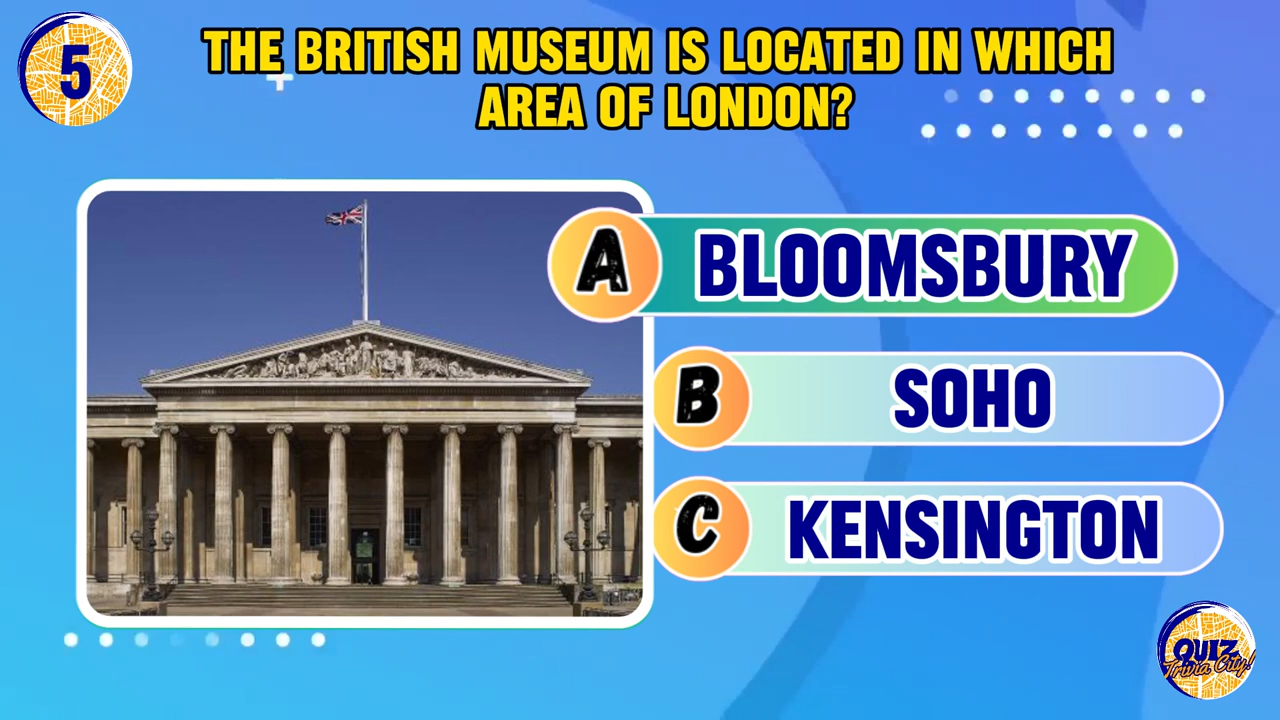 5
THE BRITISH MUSEUM IS LOCATED IN WHICH
AREA OF LONDON?
A BLOOMSBURY
B SOHO
C KENSINGTON
QUIZ
Trivia City!